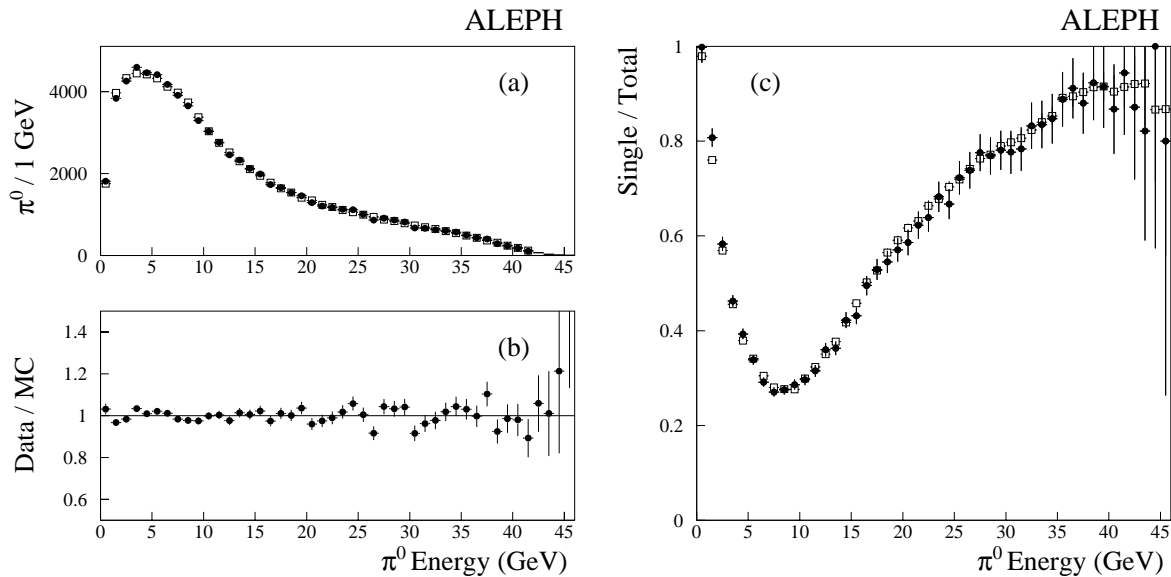 ALEPH
(a)
π⁰ / 1 GeV
4000
2000
0
0 5 10 15 20 25 30 35 40 45
(b)
Data / MC
1.4
1.2
1
0.8
0.6
0 5 10 15 20 25 30 35 40 45
π⁰ Energy (GeV)
ALEPH
(c)
Single / Total
1
0.8
0.6
0.4
0.2
0
0 5 10 15 20 25 30 35 40 45
π⁰ Energy (GeV)